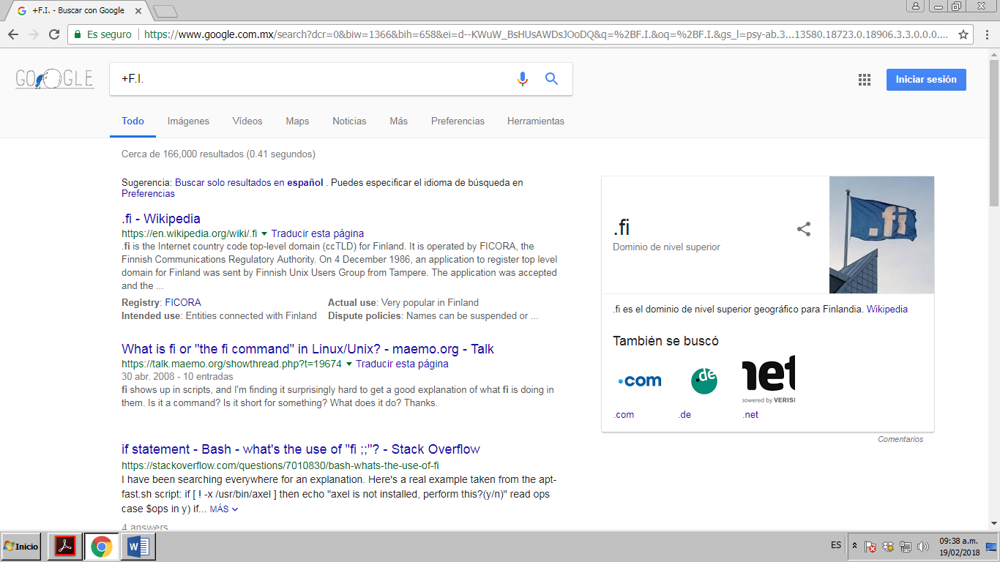 +F.I. - Buscar con Google
Es seguro https://www.google.com.mx/search?dcr=0&biw=1366&bih=658&ei=d--KWuW_BsHUsAWDsJOoDQ&q=%2BF.I.&oq=%2BF.I.&gs_l=psy-ab.3...13580.18723.0.18906.3.3.0.0.0....
GOOGLE
+F.I.
Iniciar sesión
Todo Imágenes Vídeos Maps Noticias Más Preferencias Herramientas
Cerca de 166,000 resultados (0.41 segundos)
Sugerencia: Buscar solo resultados en español . Puedes especificar el idioma de búsqueda en
Preferencias
.fi - Wikipedia
https://en.wikipedia.org/wiki/.fi Traducir esta página
.fi is the Internet country code top-level domain (ccTLD) for Finland. It is operated by FICORA, the
Finnish Communications Regulatory Authority. On 4 December 1986, an application to register top level
domain for Finland was sent by Finnish Unix Users Group from Tampere. The application was accepted
and the ...
Registry: FICORA Actual use: Very popular in Finland
Intended use: Entities connected with Finland Dispute policies: Names can be suspended or ...
What is fi or "the fi command" in Linux/Unix? - maemo.org - Talk
https://talk.maemo.org/showthread.php?t=19674 Traducir esta página
30 abr. 2008 - 10 entradas
fi shows up in scripts, and I'm finding it surprisingly hard to get a good explanation of what fi is doing in
them. Is it a command? Is it short for something? What does it do? Thanks.
if statement - Bash - what's the use of "fi ;;"? - Stack Overflow
https://stackoverflow.com/questions/7010830/bash-whats-the-use-of-fi
I have been searching everywhere for an explanation. Here's a real example taken from the apt-
fast.sh script: if [ ! -x /usr/bin/axel ] then echo "axel is not installed, perform this?(y/n)" read ops
case $ops in y) if... MÁS
4 answers
.fi
Dominio de nivel superior
.fi
.fi es el dominio de nivel superior geográfico para Finlandia. Wikipedia
También se buscó
.com .de net
powered by VERISI
.com .de .net
Comentarios
Inicio
ES
09:38 a.m.
19/02/2018